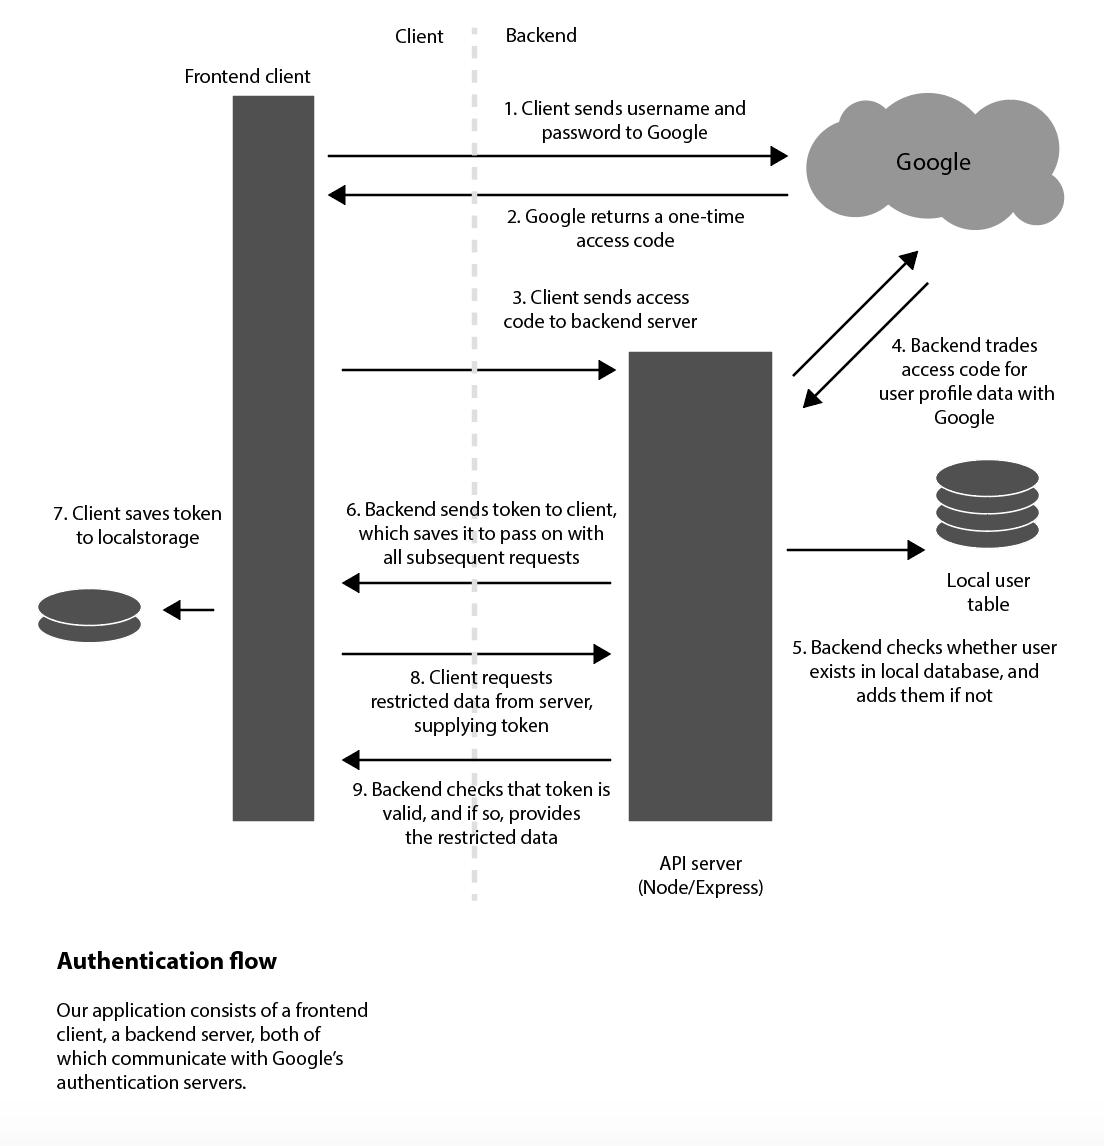 Client
Backend
Frontend client
1. Client sends username and
password to Google
Google
2. Google returns a one-time
access code
3. Client sends access
code to backend server
4. Backend trades
access code for
user profile data with
Google
7. Client saves token
to localstorage
6. Backend sends token to client,
which saves it to pass on with
all subsequent requests
Local user
table
5. Backend checks whether user
exists in local database, and
adds them if not
8. Client requests
restricted data from server,
supplying token
9. Backend checks that token is
valid, and if so, provides
the restricted data
API server
(Node/Express)
Authentication flow
Our application consists of a frontend
client, a backend server, both of
which communicate with Google’s
authentication servers.